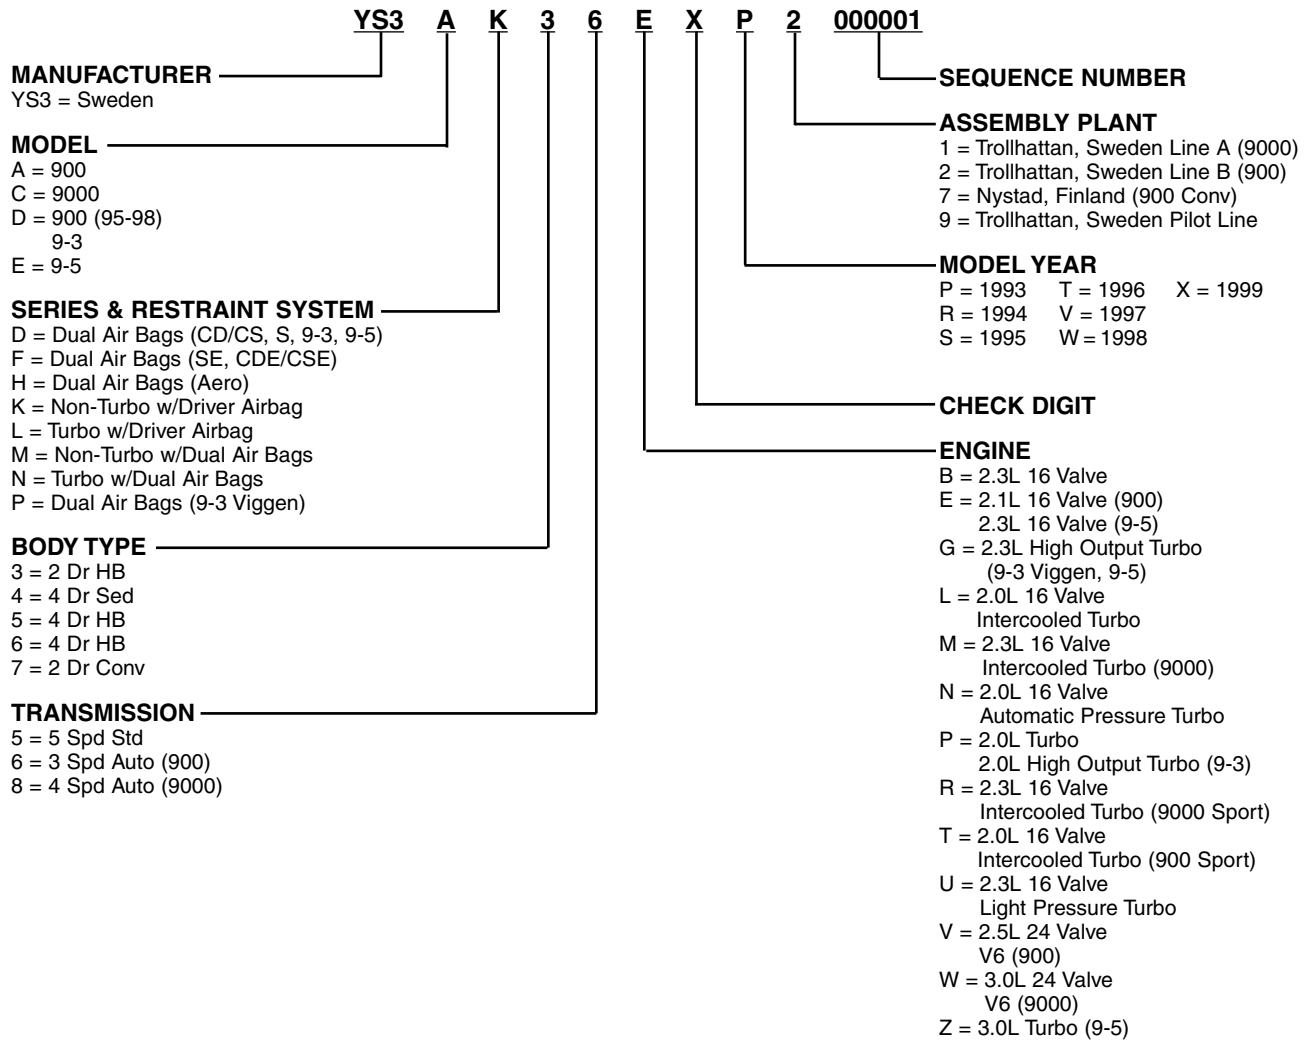 YS3 A K 3 6 E X P 2 000001
MANUFACTURER
YS3 = Sweden
MODEL
A = 900
C = 9000
D = 900 (95-98)
9-3
E = 9-5
SERIES & RESTRAINT SYSTEM
D = Dual Air Bags (CD/CS, S, 9-3, 9-5)
F = Dual Air Bags (SE, CDE/CSE)
H = Dual Air Bags (Aero)
K = Non-Turbo w/Driver Airbag
L = Turbo w/Driver Airbag
M = Non-Turbo w/Dual Air Bags
N = Turbo w/Dual Air Bags
P = Dual Air Bags (9-3 Viggen)
BODY TYPE
3 = 2 Dr HB
4 = 4 Dr Sed
5 = 4 Dr HB
6 = 4 Dr HB
7 = 2 Dr Conv
TRANSMISSION
5 = 5 Spd Std
6 = 3 Spd Auto (900)
8 = 4 Spd Auto (9000)
SEQUENCE NUMBER
ASSEMBLY PLANT
1 = Trollhattan, Sweden Line A (9000)
2 = Trollhattan, Sweden Line B (900)
7 = Nystad, Finland (900 Conv)
9 = Trollhattan, Sweden Pilot Line
MODEL YEAR
P = 1993 T = 1996 X = 1999
R = 1994 V = 1997
S = 1995 W = 1998
CHECK DIGIT
ENGINE
B = 2.3L 16 Valve
E = 2.1L 16 Valve (900)
2.3L 16 Valve (9-5)
G = 2.3L High Output Turbo
(9-3 Viggen, 9-5)
L = 2.0L 16 Valve
Intercooled Turbo
M = 2.3L 16 Valve
Intercooled Turbo (9000)
N = 2.0L 16 Valve
Automatic Pressure Turbo
P = 2.0L Turbo
2.0L High Output Turbo (9-3)
R = 2.3L 16 Valve
Intercooled Turbo (9000 Sport)
T = 2.0L 16 Valve
Intercooled Turbo (900 Sport)
U = 2.3L 16 Valve
Light Pressure Turbo
V = 2.5L 24 Valve
V6 (900)
W = 3.0L 24 Valve
V6 (9000)
Z = 3.0L Turbo (9-5)